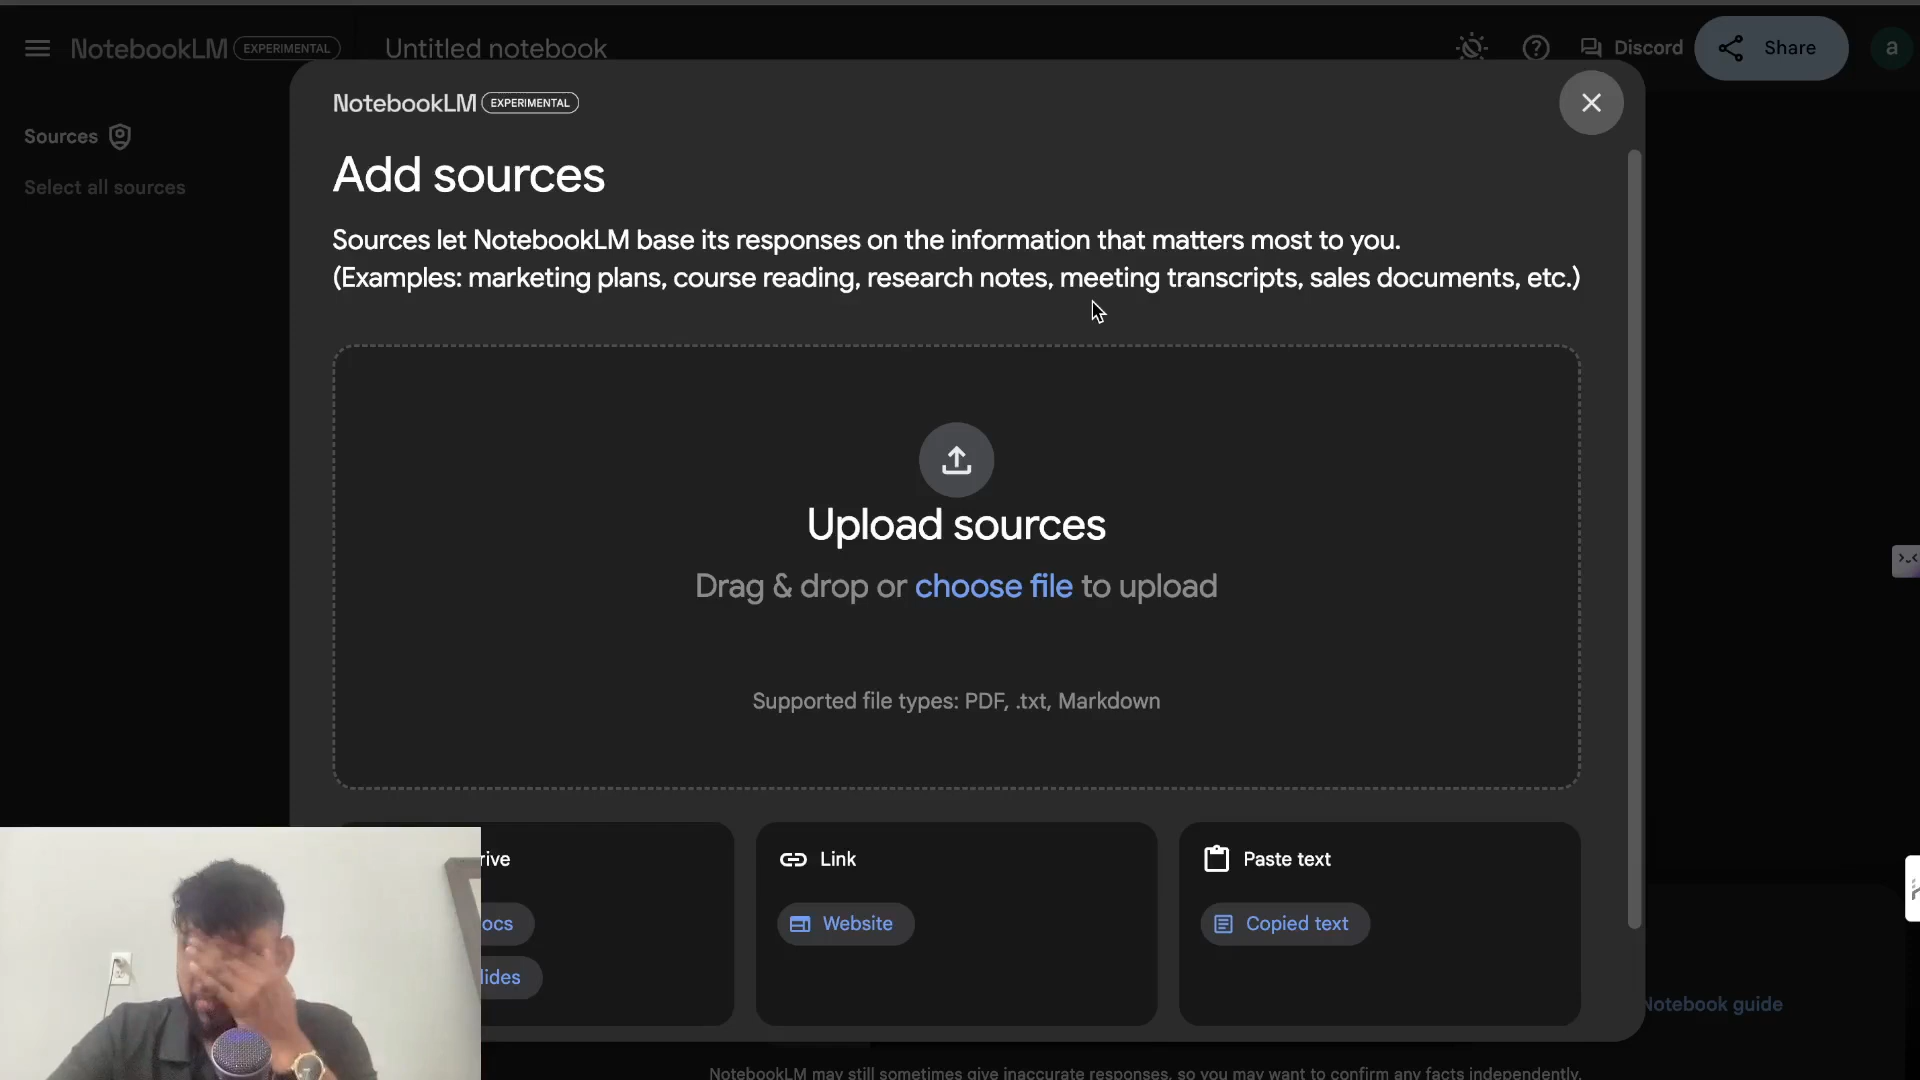 NotebookLM EXPERIMENTAL Untitled notebook Discord Share a
NotebookLM EXPERIMENTAL
Sources
Add sources
Select all sources
Sources let NotebookLM base its responses on the information that matters most to you.
(Examples: marketing plans, course reading, research notes, meeting transcripts, sales documents, etc.)
Upload sources
Drag & drop or choose file to upload
Supported file types: PDF, .txt, Markdown
rive
Link
Paste text
ocs
Website
Copied text
lides
Notebook guide
NotebookLM may still sometimes give inaccurate responses, so you may want to confirm any facts independently.